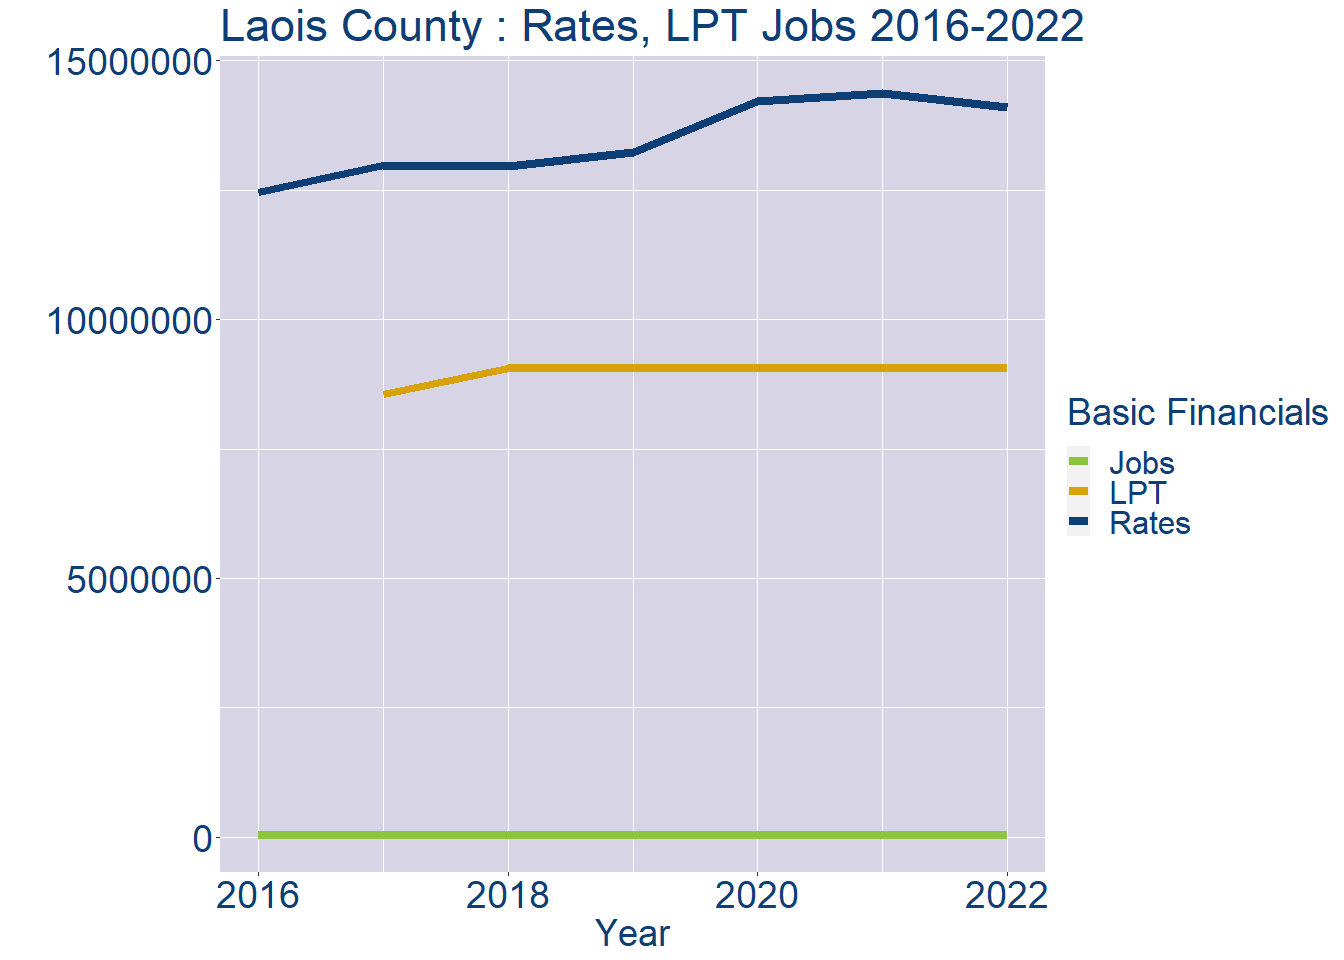 Laois County : Rates, LPT Jobs 2016-2022
15000000
10000000
5000000
0
2016 2018 2020 2022
Year
Basic Financials
Jobs
LPT
Rates